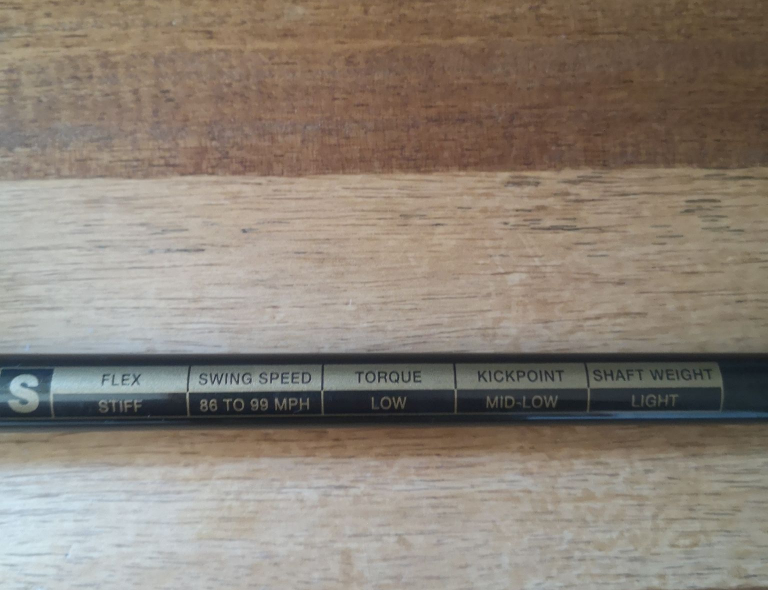 S
FLEX SWING SPEED TORQUE KICKPOINT SHAFT WEIGHT
STIFF 86 TO 99 MPH LOW MID-LOW LIGHT